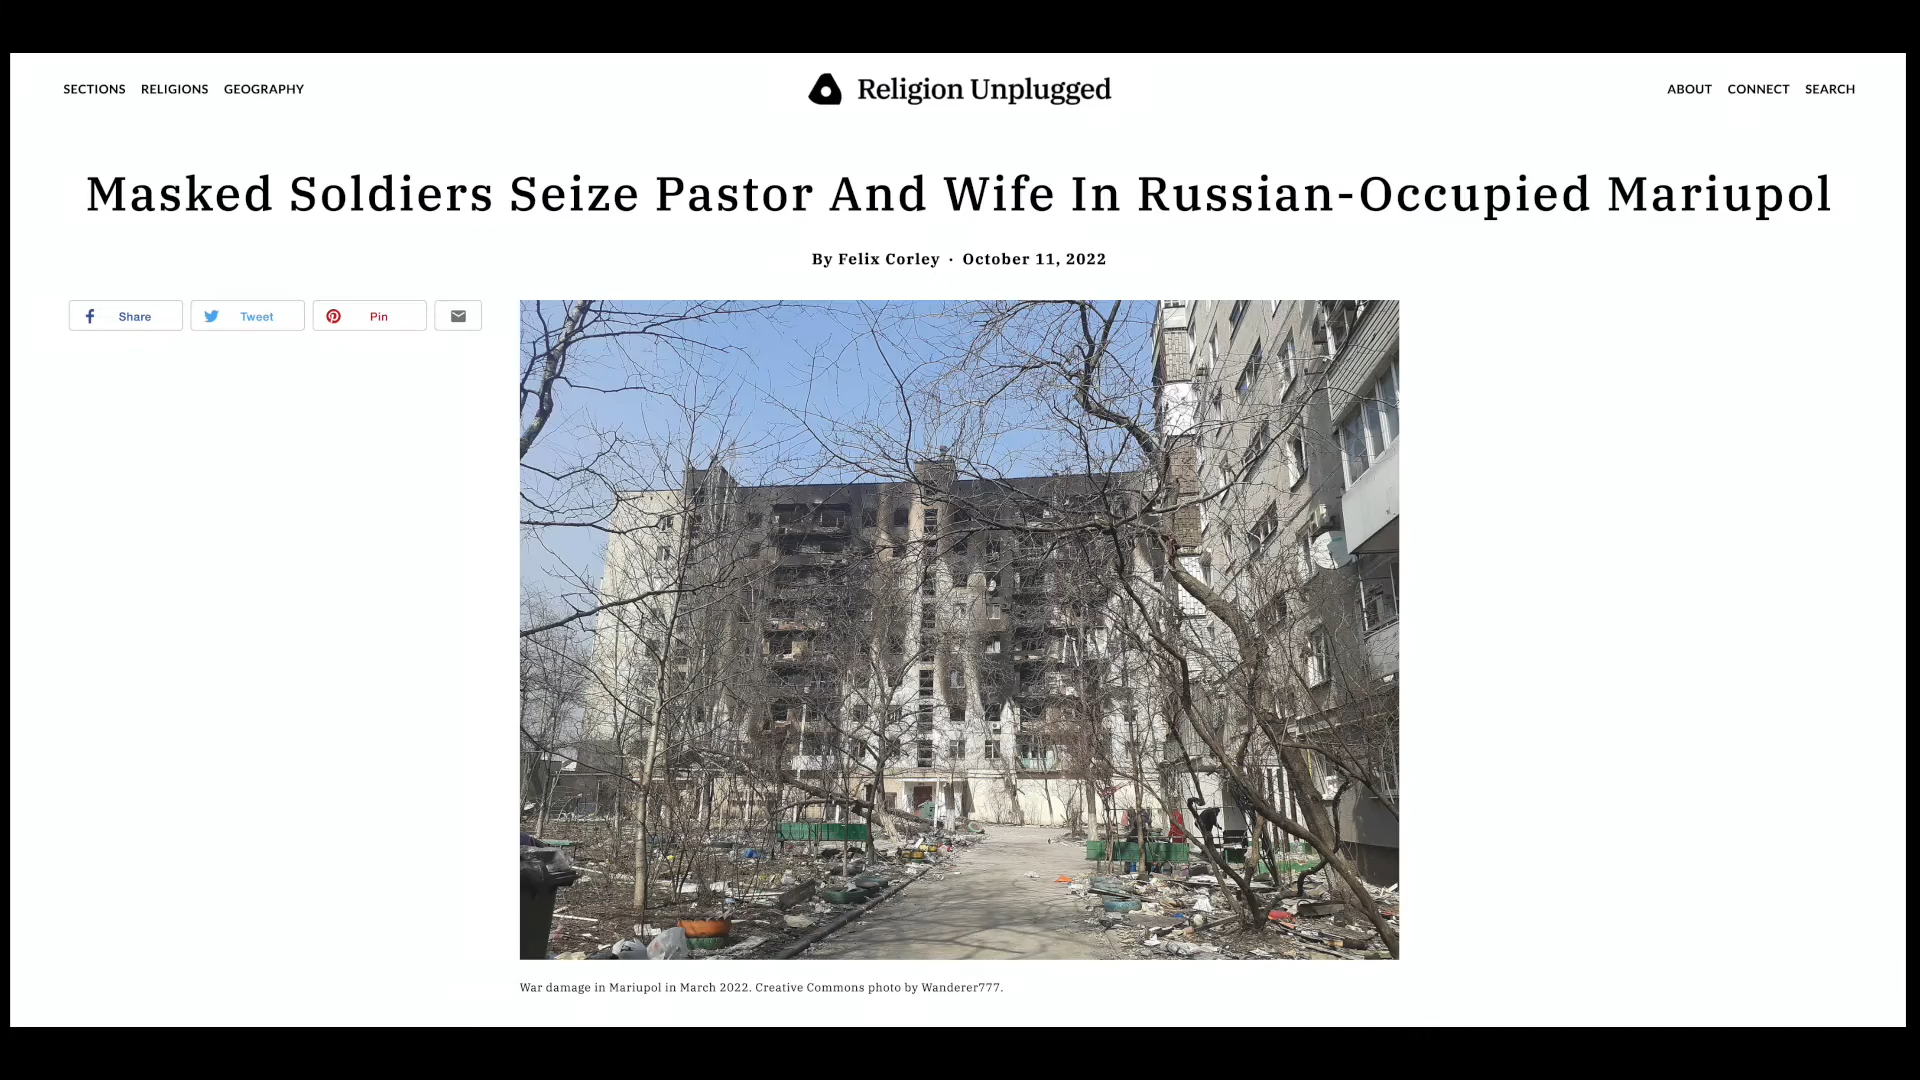 SECTIONS RELIGIONS GEOGRAPHY
Religion Unplugged
ABOUT CONNECT SEARCH
Masked Soldiers Seize Pastor And Wife In Russian-Occupied Mariupol
By Felix Corley · October 11, 2022
Share Tweet Pin
War damage in Mariupol in March 2022. Creative Commons photo by Wanderer777.